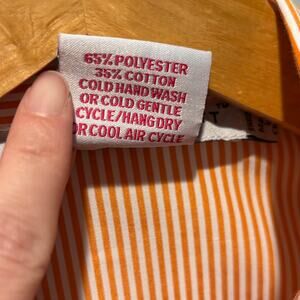 65% POLYESTER
35% COTTON
COLD HAND WASH
OR COLD GENTLE
CYCLE/HANG DRY
OR COOL AIR CYCLE